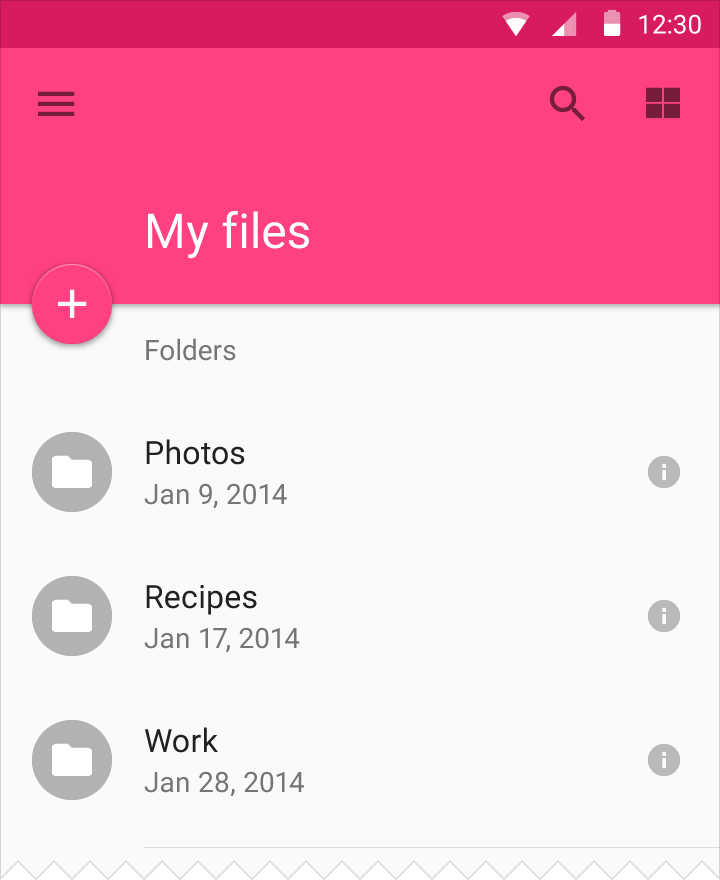 12:30
My files
Folders
Photos
Jan 9, 2014
Recipes
Jan 17, 2014
Work
Jan 28, 2014